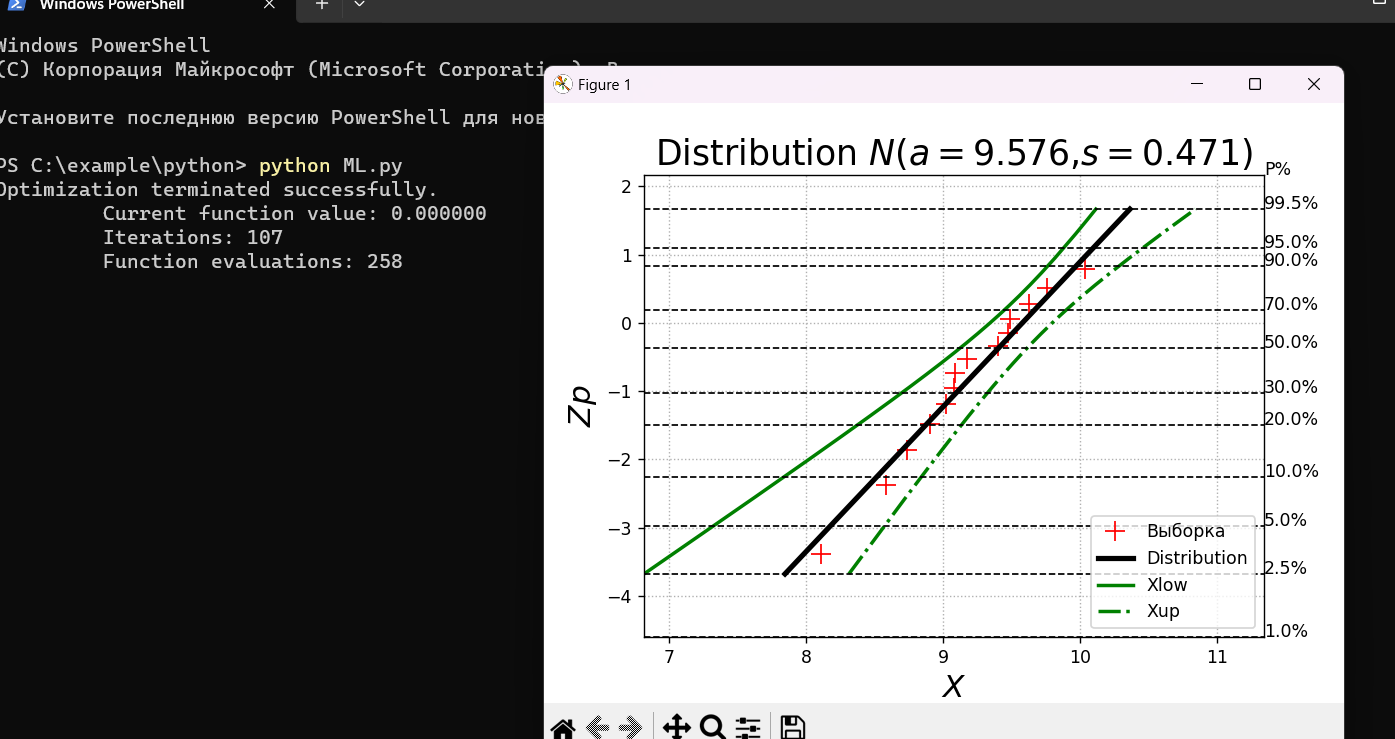 Windows PowerShell
Windows PowerShell
(C) Корпорация Майкрософт (Microsoft Corporati
Установите последнюю версию PowerShell для нов
PS C:\example\python> python ML.py
Optimization terminated successfully.
Current function value: 0.000000
Iterations: 107
Function evaluations: 258
Figure 1
Distribution N(a = 9.576,s = 0.471)
P%
99.5%
95.0%
90.0%
70.0%
50.0%
30.0%
20.0%
10.0%
5.0%
2.5%
1.0%
2
1
0
−1
−2
−3
−4
Zp
Выборка
Distribution
Xlow
Xup
7 8 9 10 11
X